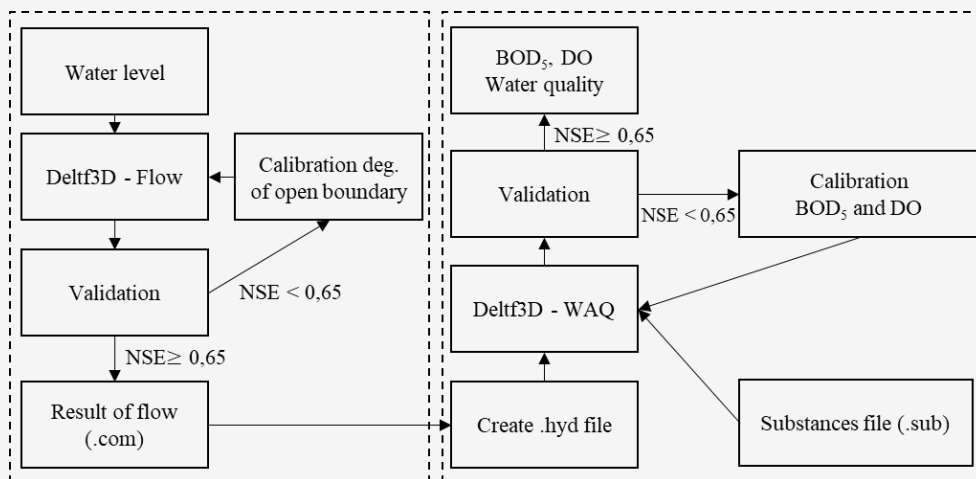 Water level
Deltf3D - Flow
Calibration deg.
of open boundary
Validation
NSE < 0,65
NSE ≥ 0,65
Result of flow
(.com)
BOD₅, DO
Water quality
NSE ≥ 0,65
Validation
NSE < 0,65
Calibration
BOD₅ and DO
Deltf3D - WAQ
Create .hyd file
Substances file (.sub)